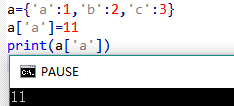 a={'a':1,'b':2,'c':3}
a['a']=11
print(a['a'])
C:\. PAUSE
11